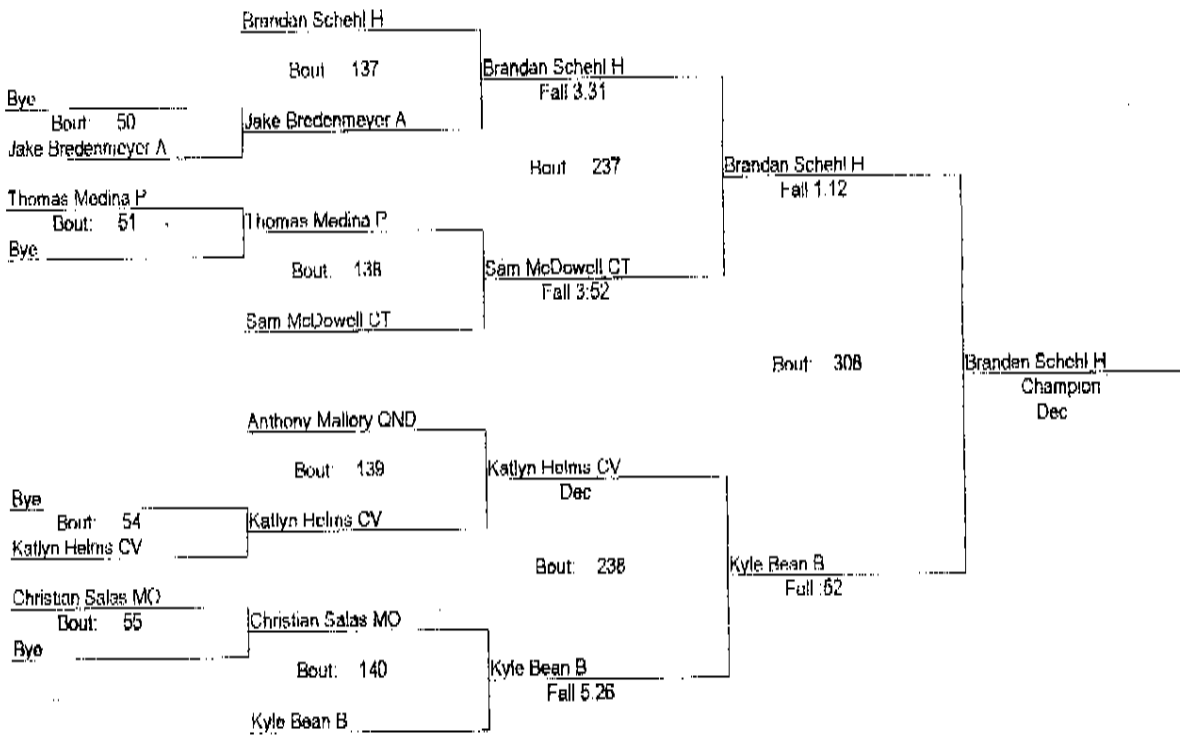 Brandan Schehl H
Bout 137
Brandan Schehl H
Fall 3.31
Bye
Bout: 50
Jake Bredenmeyer A
Jake Bredenmeyer A
Bout 237
Brandan Schehl H
Fall 1.12
Thomas Medina P
Bout: 51
Thomas Medina P
Bye
Bout: 138
Sam McDowell CT
Fall 3:52
Sam McDowell CT
Bout: 308
Brandan Schehl H
Champion
Dec
Anthony Mallory QND
Bout: 139
Katlyn Helms CV
Dec
Bye
Bout: 54
Katlyn Helms CV
Katlyn Helms CV
Bout: 238
Kyle Bean B
Fall :52
Christian Salas MO
Bout: 55
Christian Salas MO
Bye
Bout: 140
Kyle Bean B
Fall 5.26
Kyle Bean B